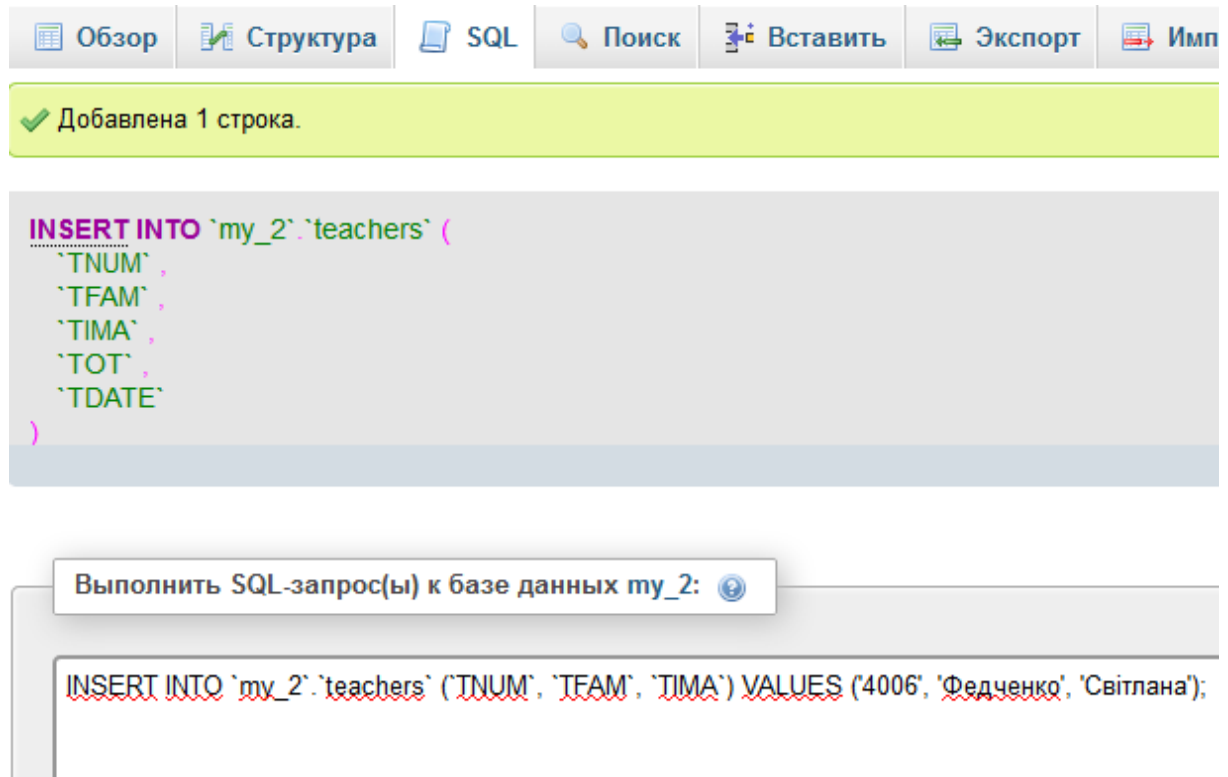 Обзор Структура SQL Поиск Вставить Экспорт Имп
Добавлена 1 строка.
INSERT INTO `my_2`.`teachers` (
`TNUM` ,
`TFAM` ,
`TIMA` ,
`TOT` ,
`TDATE`
)
Выполнить SQL-запрос(ы) к базе данных my_2:
INSERT INTO `my_2`.`teachers` (`TNUM`, `TFAM`, `TIMA`) VALUES ('4006', 'Федченко', 'Світлана');